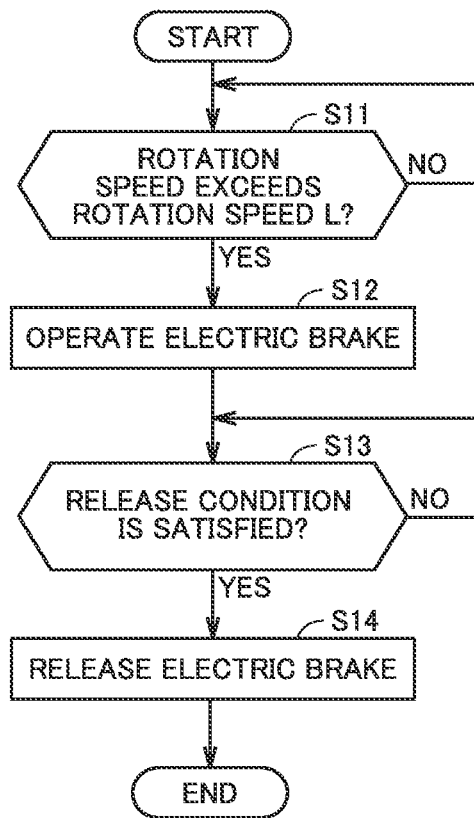 START
S11
ROTATION
SPEED EXCEEDS
ROTATION SPEED L?
NO
YES
S12
OPERATE ELECTRIC BRAKE
S13
RELEASE CONDITION
IS SATISFIED?
NO
YES
S14
RELEASE ELECTRIC BRAKE
END